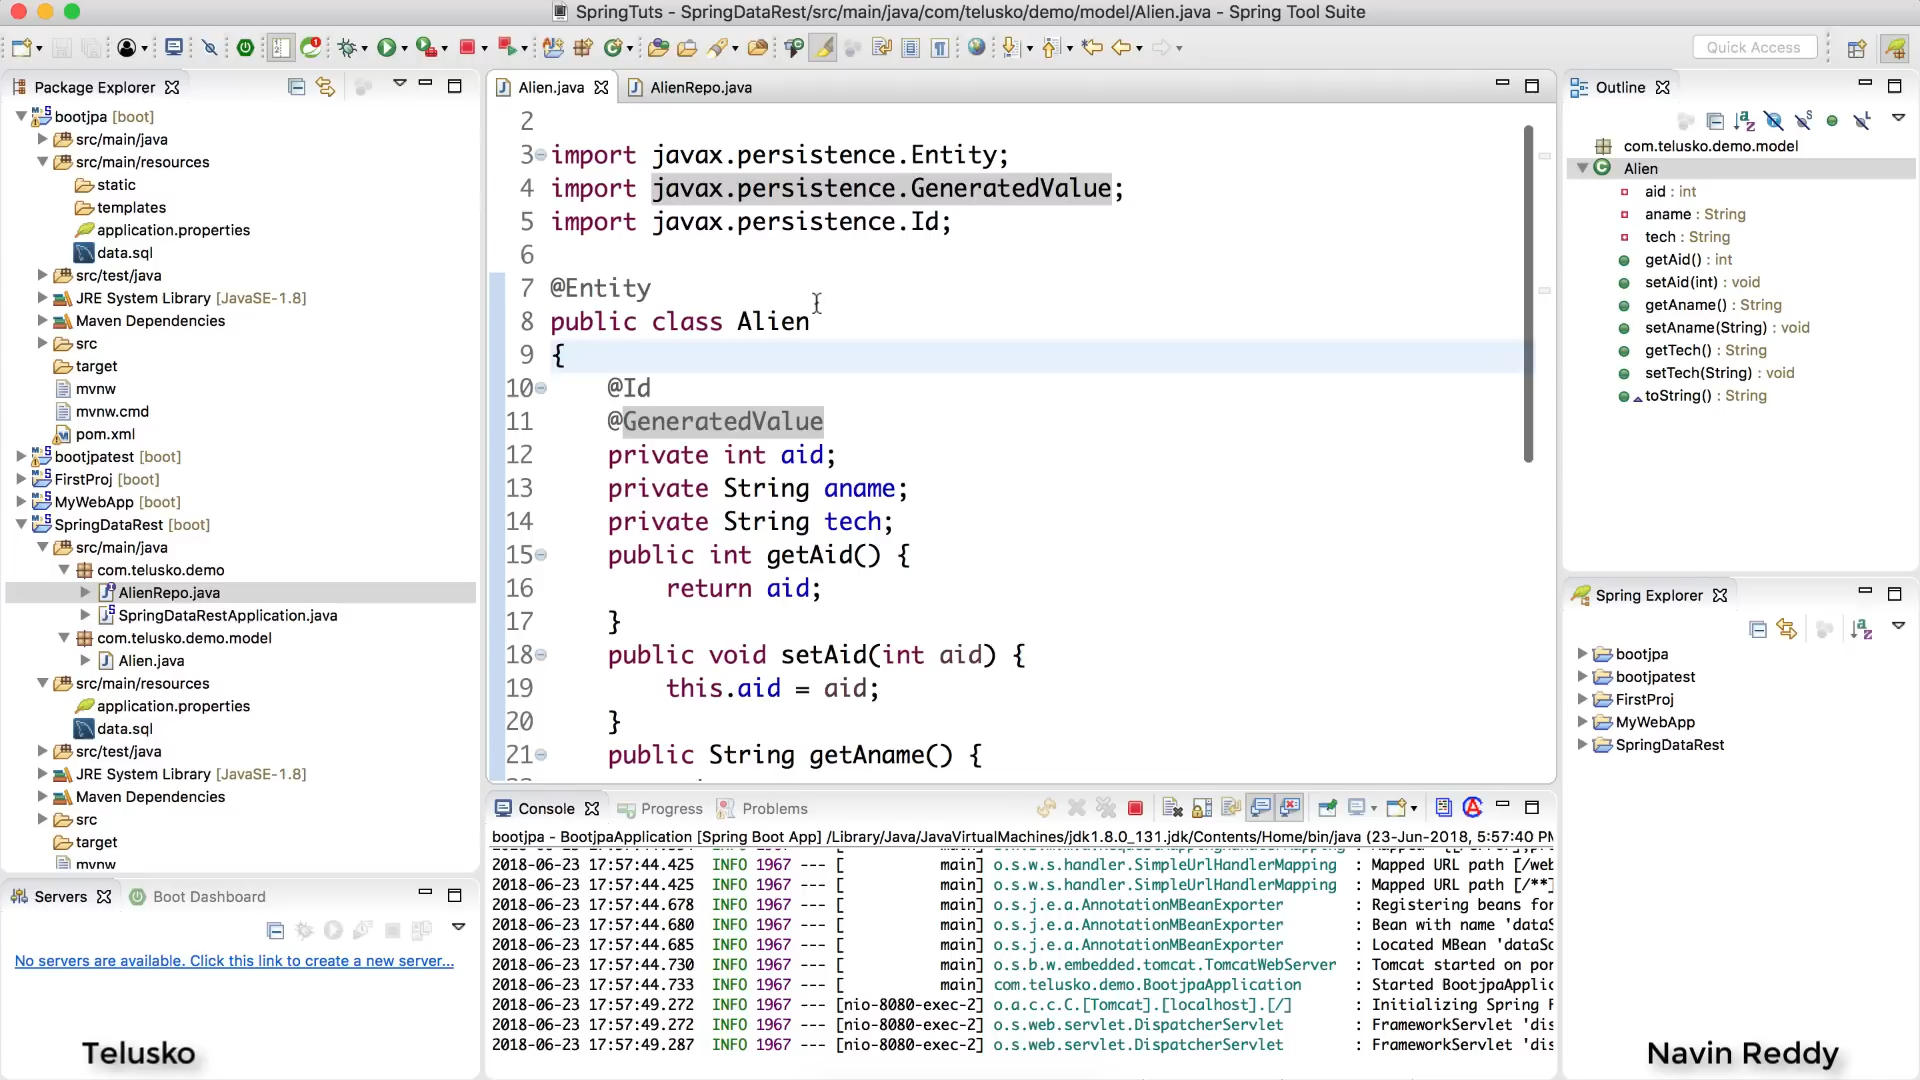 SpringTuts - SpringDataRest/src/main/java/com/telusko/demo/model/Alien.java - Spring Tool Suite
Quick Access
Package Explorer
bootjpa [boot]
src/main/java
src/main/resources
static
templates
application.properties
data.sql
src/test/java
JRE System Library [JavaSE-1.8]
Maven Dependencies
src
target
mvnw
mvnw.cmd
pom.xml
bootjpatest [boot]
FirstProj [boot]
MyWebApp [boot]
SpringDataRest [boot]
src/main/java
com.telusko.demo
AlienRepo.java
SpringDataRestApplication.java
com.telusko.demo.model
Alien.java
src/main/resources
application.properties
data.sql
src/test/java
JRE System Library [JavaSE-1.8]
Maven Dependencies
src
target
mvnw
Servers
Boot Dashboard
No servers are available. Click this link to create a new server...
Telusko
Alien.java
AlienRepo.java
2
3 import javax.persistence.Entity;
4 import javax.persistence.GeneratedValue;
5 import javax.persistence.Id;
6
7 @Entity
8 public class Alien
9 {
10 @Id
11 @GeneratedValue
12 private int aid;
13 private String aname;
14 private String tech;
15 public int getAid() {
16 return aid;
17 }
18 public void setAid(int aid) {
19 this.aid = aid;
20 }
21 public String getAname() {
Console
Progress
Problems
bootjpa - BootjpaApplication [Spring Boot App] /Library/Java/JavaVirtualMachines/jdk1.8.0_131.jdk/Contents/Home/bin/java (23-Jun-2018, 5:57:40 PM
2018-06-23 17:57:44.425 INFO 1967 --- [ main] o.s.w.s.handler.SimpleUrlHandlerMapping : Mapped URL path [/web
2018-06-23 17:57:44.425 INFO 1967 --- [ main] o.s.w.s.handler.SimpleUrlHandlerMapping : Mapped URL path [/**]
2018-06-23 17:57:44.678 INFO 1967 --- [ main] o.s.j.e.a.AnnotationMBeanExporter : Registering beans for
2018-06-23 17:57:44.680 INFO 1967 --- [ main] o.s.j.e.a.AnnotationMBeanExporter : Bean with name 'dataS
2018-06-23 17:57:44.685 INFO 1967 --- [ main] o.s.j.e.a.AnnotationMBeanExporter : Located MBean 'dataSo
2018-06-23 17:57:44.730 INFO 1967 --- [ main] o.s.b.w.embedded.tomcat.TomcatWebServer : Tomcat started on por
2018-06-23 17:57:44.733 INFO 1967 --- [ main] com.telusko.demo.BootjpaApplication : Started BootjpaApplic
2018-06-23 17:57:49.272 INFO 1967 --- [nio-8080-exec-2] o.a.c.c.C.[Tomcat].[localhost].[/] : Initializing Spring F
2018-06-23 17:57:49.272 INFO 1967 --- [nio-8080-exec-2] o.s.web.servlet.DispatcherServlet : FrameworkServlet 'dis
2018-06-23 17:57:49.287 INFO 1967 --- [nio-8080-exec-2] o.s.web.servlet.DispatcherServlet : FrameworkServlet 'dis
Outline
com.telusko.demo.model
Alien
aid : int
aname : String
tech : String
getAid() : int
setAid(int) : void
getAname() : String
setAname(String) : void
getTech() : String
setTech(String) : void
toString() : String
Spring Explorer
bootjpa
bootjpatest
FirstProj
MyWebApp
SpringDataRest
Navin Reddy